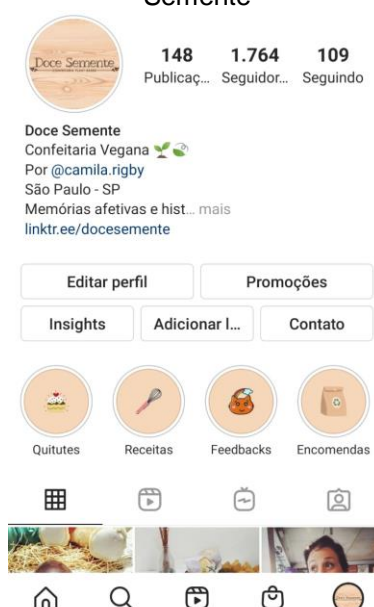 Semente
Doce Semente
148 1.764 109
Publicaç... Seguidor... Seguindo
Doce Semente
Confeitaria Vegana
Por @camila.rigby
São Paulo - SP
Memórias afetivas e hist... mais
linktr.ee/docesemente
Editar perfil Promoções
Insights Adicionar l... Contato
Quitutes Receitas Feedbacks Encomendas